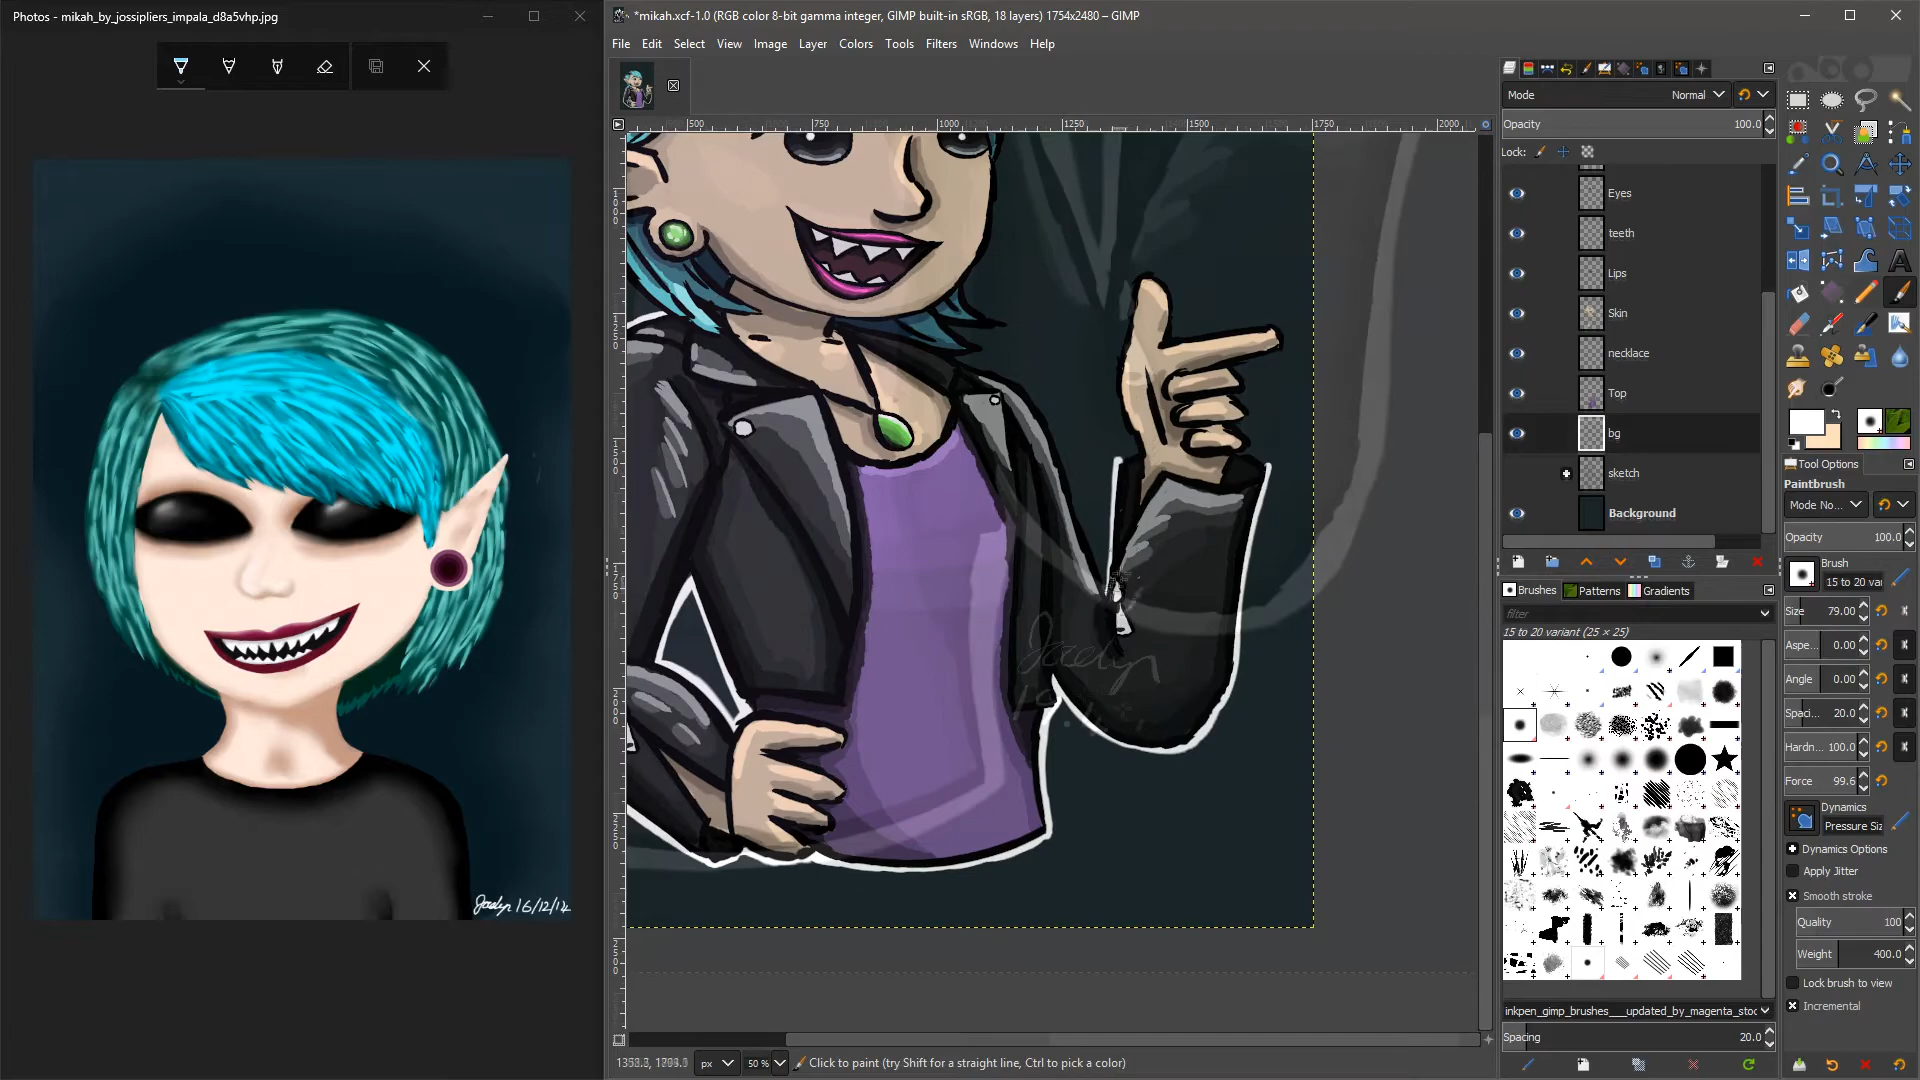 Photos - mikah_by_jossipliers_impala_d8a5vhp.jpg
*mikah.xcf-1.0 (RGB color 8-bit gamma integer, GIMP built-in sRGB, 18 layers) 1754x2480 – GIMP
File Edit Select View Image Layer Colors Tools Filters Windows Help
500 750 1000 1250 1500 1750 2000
Mode Normal
Opacity 100.0
Lock:
Eyes
teeth
Lips
Skin
necklace
Top
bg
sketch
Background
Brushes Patterns Gradients
filter
15 to 20 variant (25 × 25)
inkpen_gimp_brushes___updated_by_magenta_stoc
Spacing 20.0
Tool Options
Paintbrush
Mode No...
Opacity 100.0
Brush
15 to 20 var
Size 79.00
Aspe... 0.00
Angle 0.00
Spaci... 20.0
Hardn... 100.0
Force 99.6
Dynamics
Pressure Siz
Dynamics Options
Apply Jitter
Smooth stroke
Quality 100
Weight 400.0
Lock brush to view
Incremental
Jaelyn 16/12/14
Jaelyn
px 50 % Click to paint (try Shift for a straight line, Ctrl to pick a color)